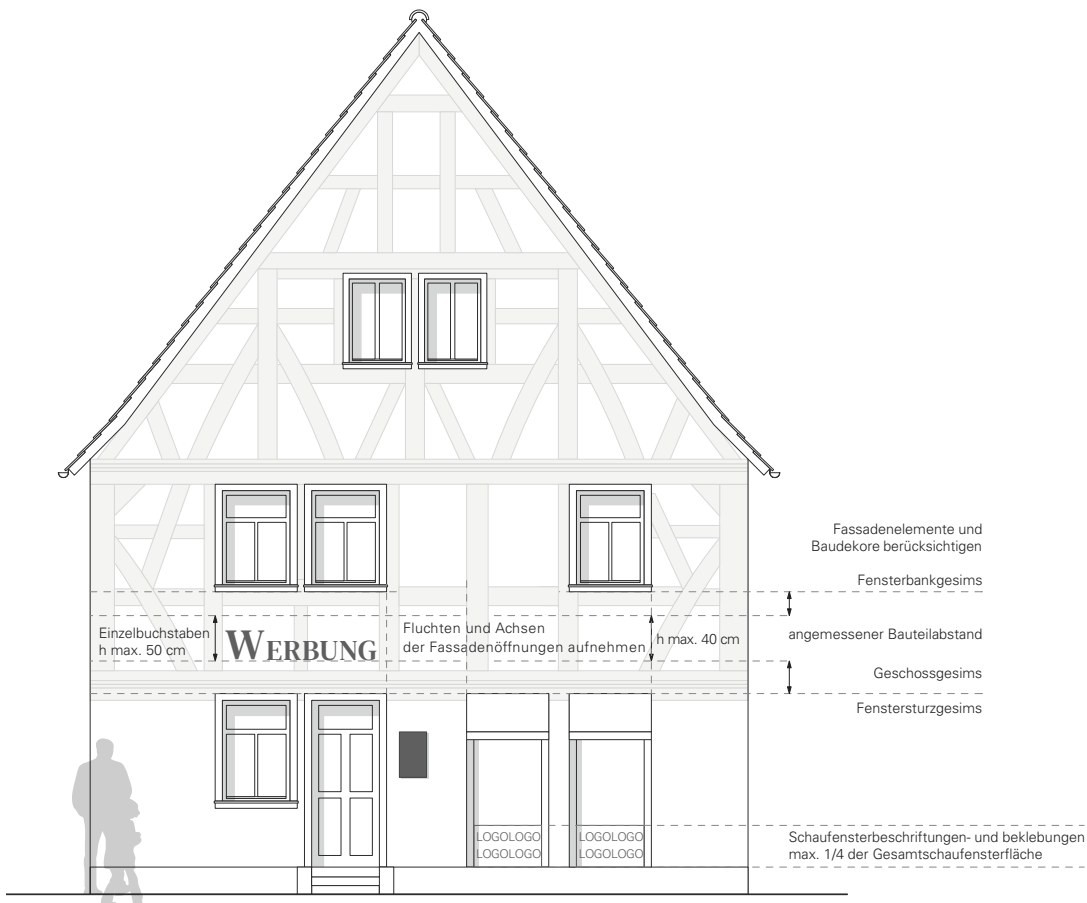 Fassadenelemente und
Baudekore berücksichtigen
Fensterbankgesims
Einzelbuchstaben
h max. 50 cm
WERBUNG
Fluchten und Achsen
der Fassadenöffnungen aufnehmen
h max. 40 cm
angemessener Bauteilabstand
Geschossgesims
Fenstersturzgesims
LOGOLOGO
LOGOLOGO
LOGOLOGO
LOGOLOGO
Schaufensterbeschriftungen- und beklebungen
max. 1/4 der Gesamtschaufensterfläche